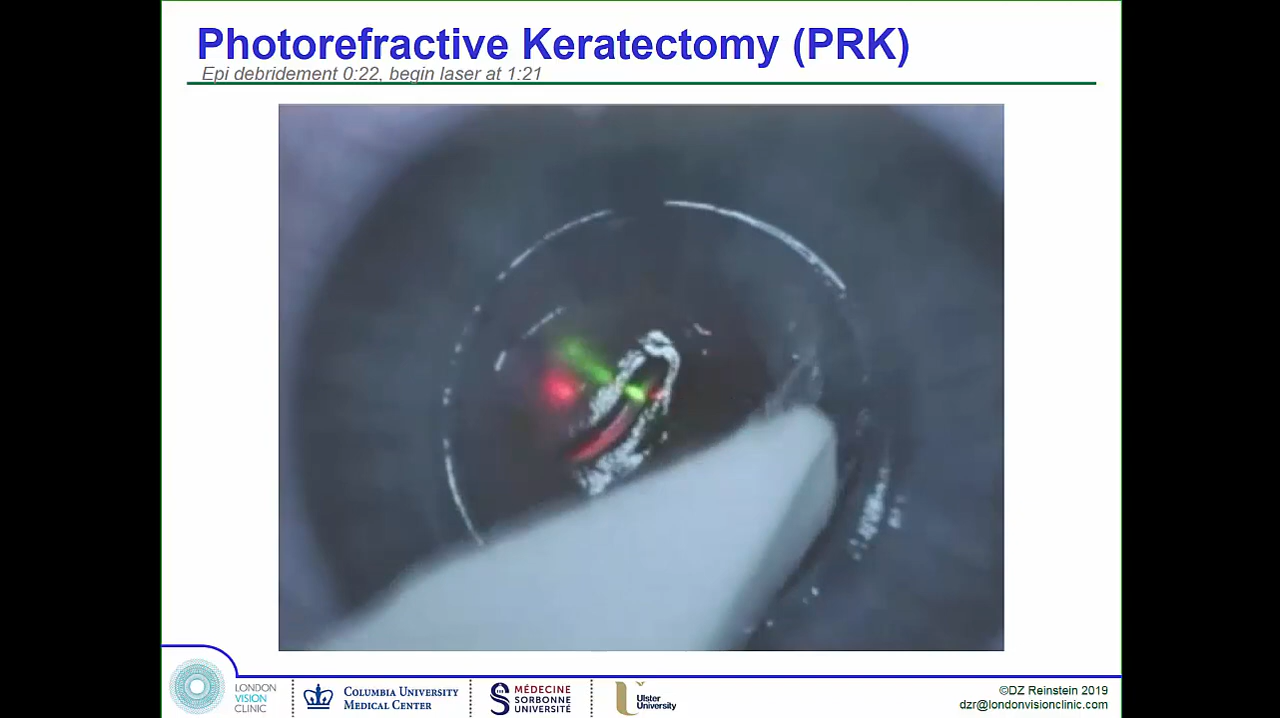 Photorefractive Keratectomy (PRK)
Epi debridement 0:22, begin laser at 1:21
LONDON
VISION
CLINIC
COLUMBIA UNIVERSITY
MEDICAL CENTER
MÉDECINE
SORBONNE
UNIVERSITÉ
Ulster
University
©DZ Reinstein 2019
dzr@londonvisionclinic.com